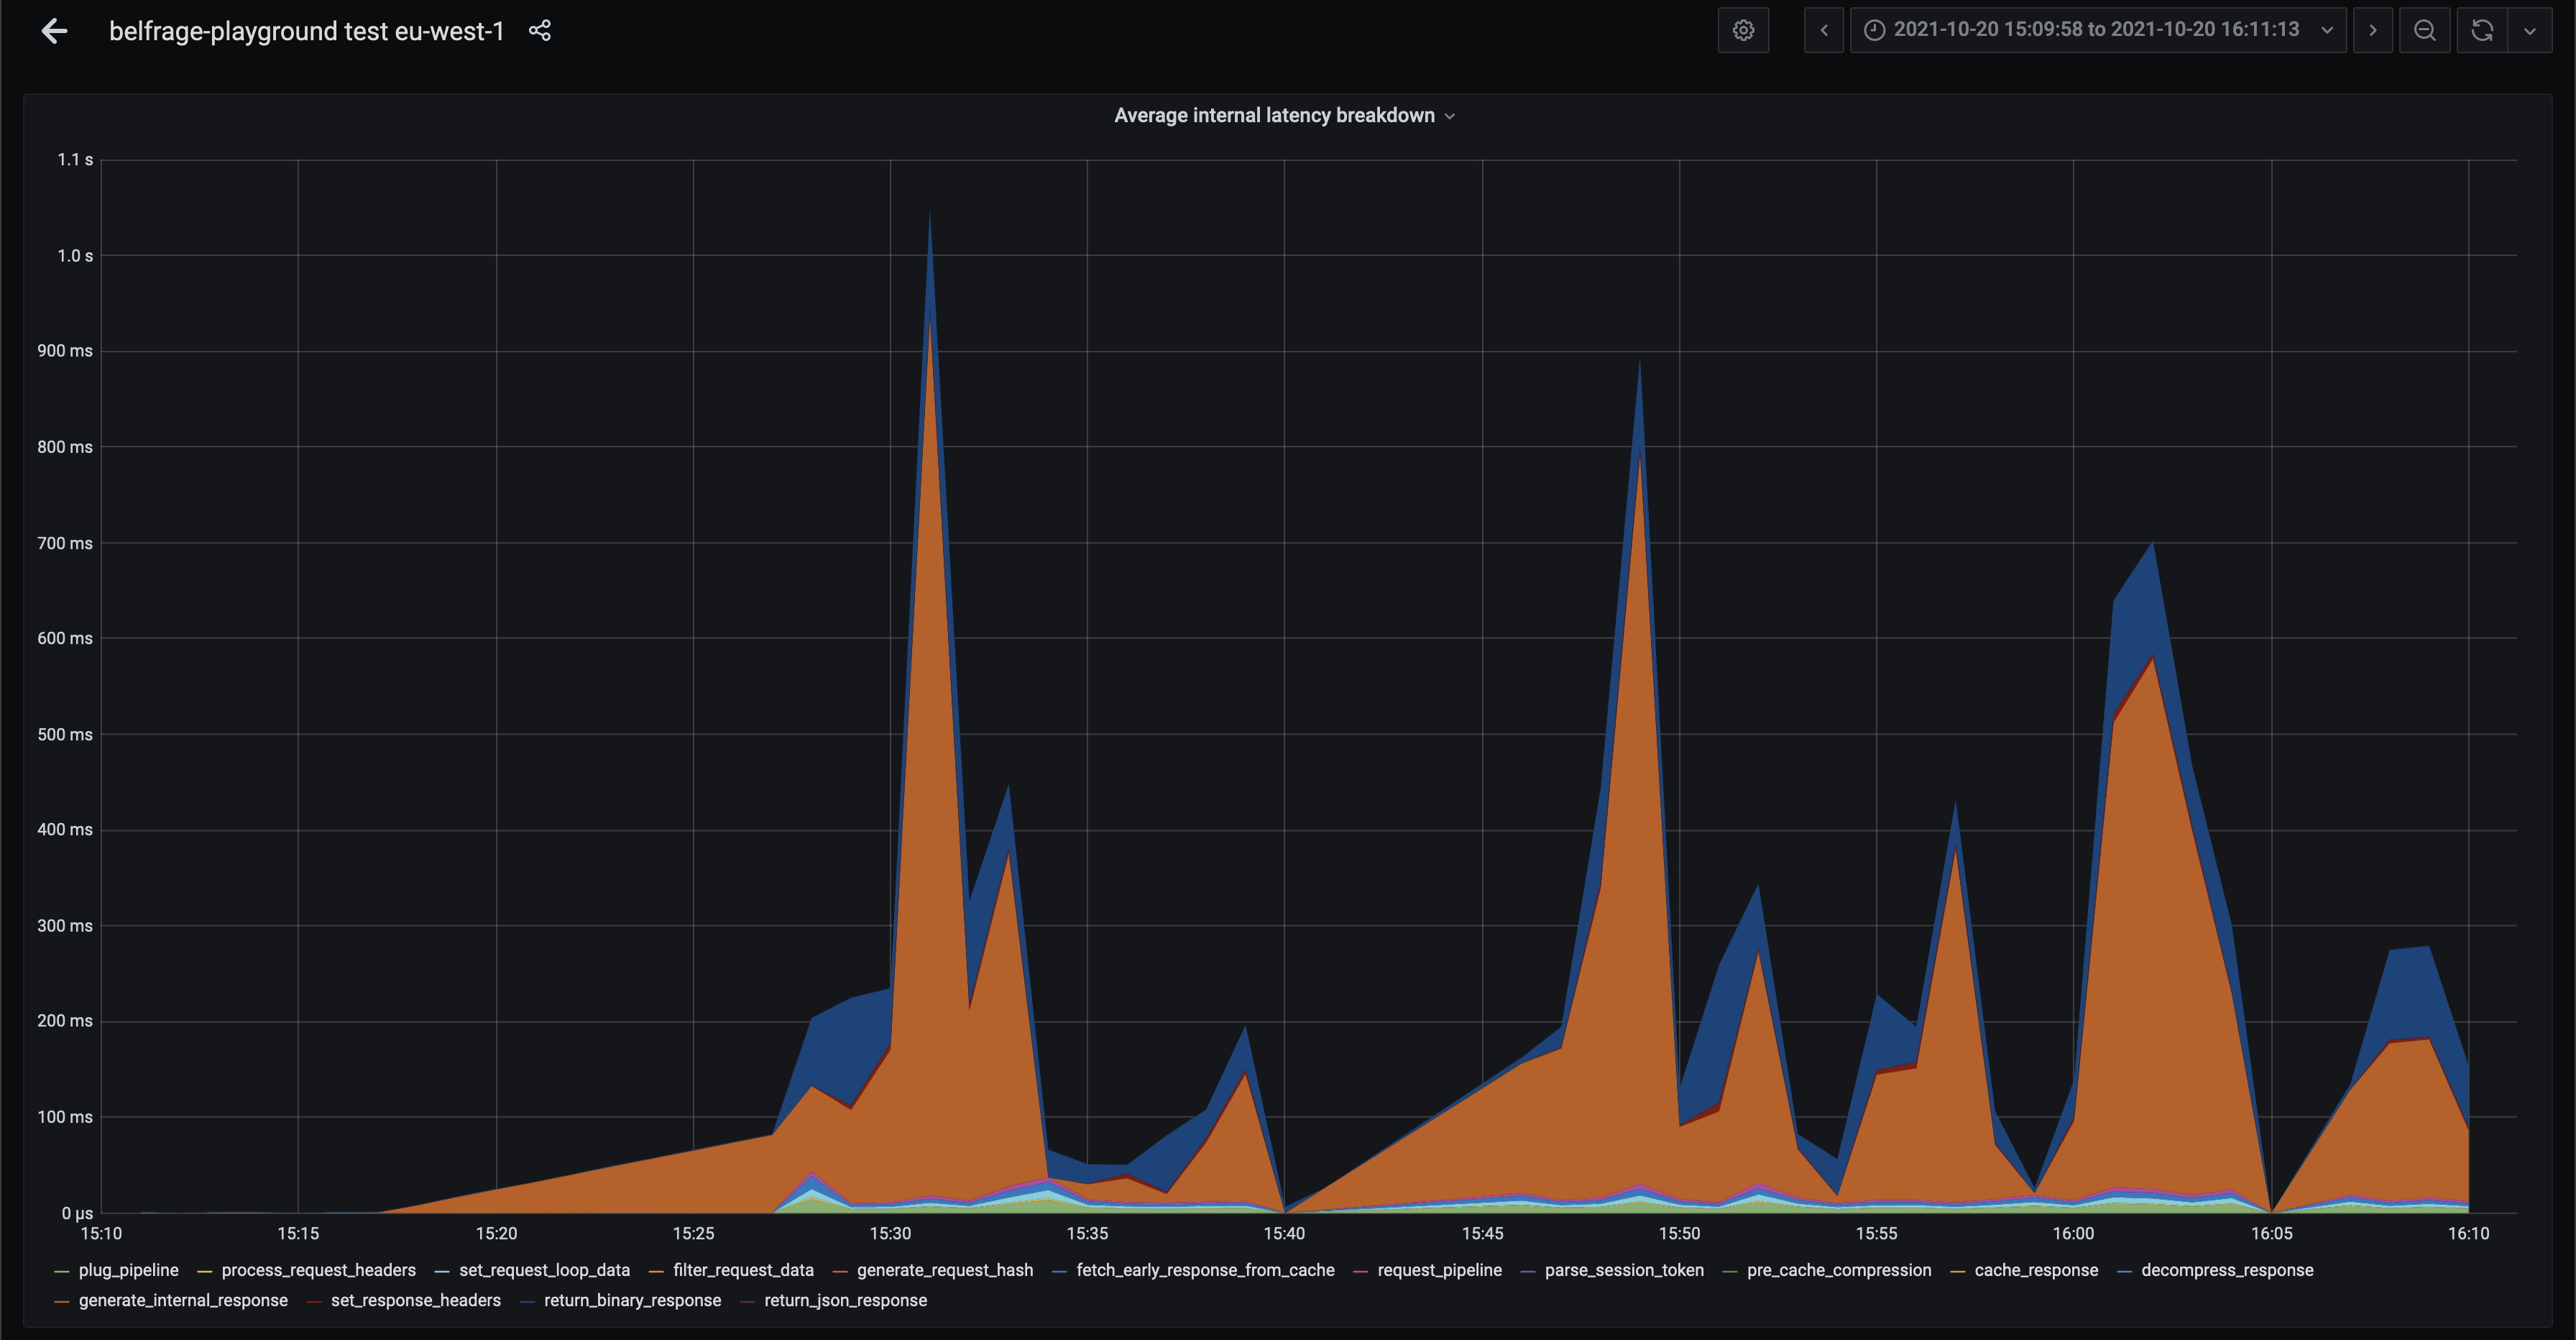 belfrage-playground test eu-west-1
2021-10-20 15:09:58 to 2021-10-20 16:11:13
Average internal latency breakdown
1.1 s
1.0 s
900 ms
800 ms
700 ms
600 ms
500 ms
400 ms
300 ms
200 ms
100 ms
0 µs
15:10 15:15 15:20 15:25 15:30 15:35 15:40 15:45 15:50 15:55 16:00 16:05 16:10
plug_pipeline process_request_headers set_request_loop_data filter_request_data generate_request_hash fetch_early_response_from_cache request_pipeline parse_session_token pre_cache_compression cache_response decompress_response
generate_internal_response set_response_headers return_binary_response return_json_response